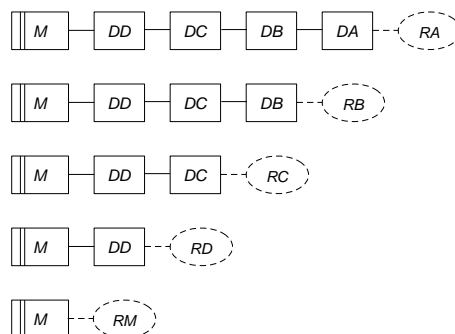 M DD DC DB DA RA
M DD DC DB RB
M DD DC RC
M DD RD
M RM